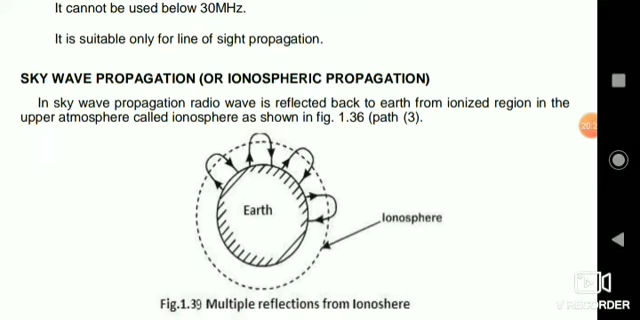 It cannot be used below 30MHz.
It is suitable only for line of sight propagation.
SKY WAVE PROPAGATION (OR IONOSPHERIC PROPAGATION)
In sky wave propagation radio wave is reflected back to earth from ionized region in the
upper atmosphere called ionosphere as shown in fig. 1.36 (path (3).
Earth
Ionosphere
Fig.1.39 Multiple reflections from Ionoshere